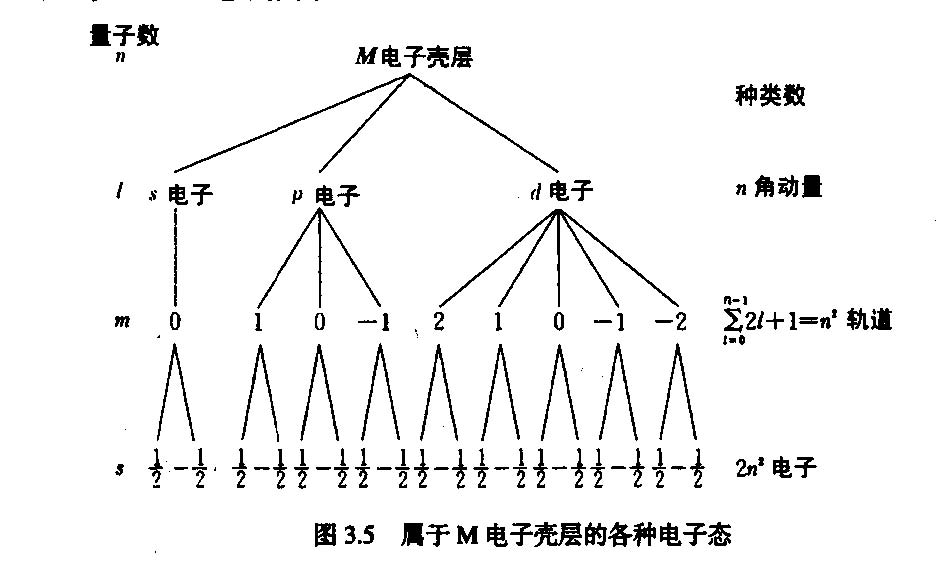 量子数
n
M电子壳层
种类数
l s 电子 p 电子 d 电子 n 角动量
m 0 1 0 −1 2 1 0 −1 −2 \sum_{l=0}^{n-1} 2l+1=n² 轨道
s 1/2 −1/2 1/2 −1/2 1/2 −1/2 1/2 −1/2 1/2 −1/2 1/2 −1/2 1/2 −1/2 1/2 −1/2 1/2 −1/2 2n² 电子
图 3.5 属于 M 电子壳层的各种电子态